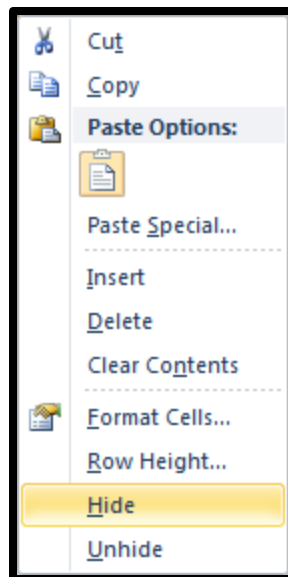 Cut
Copy
Paste Options:
Paste Special...
Insert
Delete
Clear Contents
Format Cells...
Row Height...
Hide
Unhide